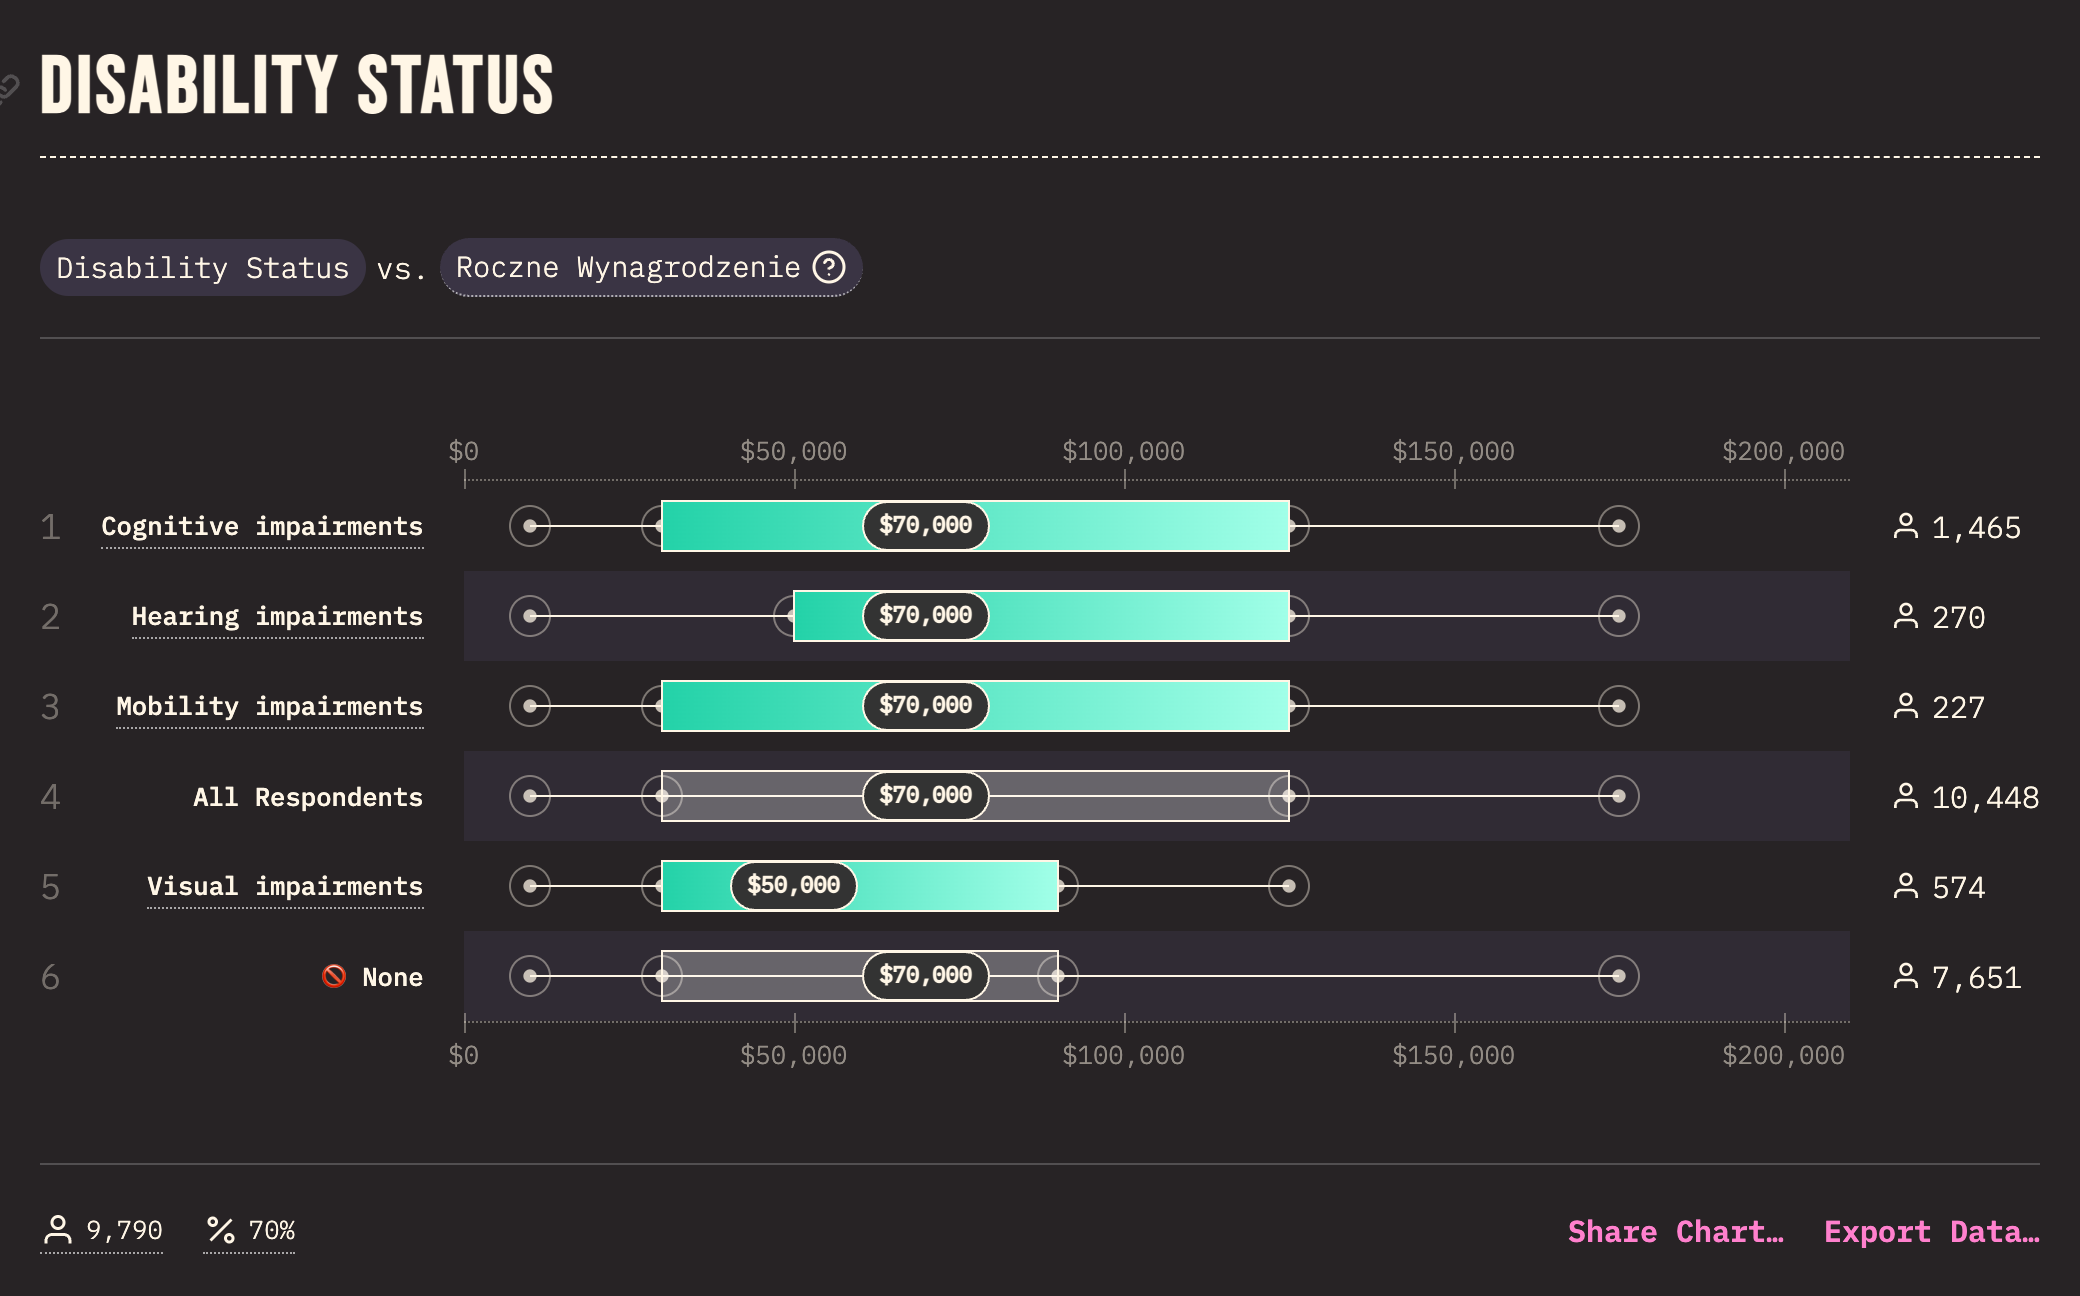 DISABILITY STATUS
Disability Status vs. Roczne Wynagrodzenie ?
$0 $50,000 $100,000 $150,000 $200,000
1 Cognitive impairments $70,000 1,465
2 Hearing impairments $70,000 270
3 Mobility impairments $70,000 227
4 All Respondents $70,000 10,448
5 Visual impairments $50,000 574
6 🚫 None $70,000 7,651
$0 $50,000 $100,000 $150,000 $200,000
9,790 % 70% Share Chart… Export Data…